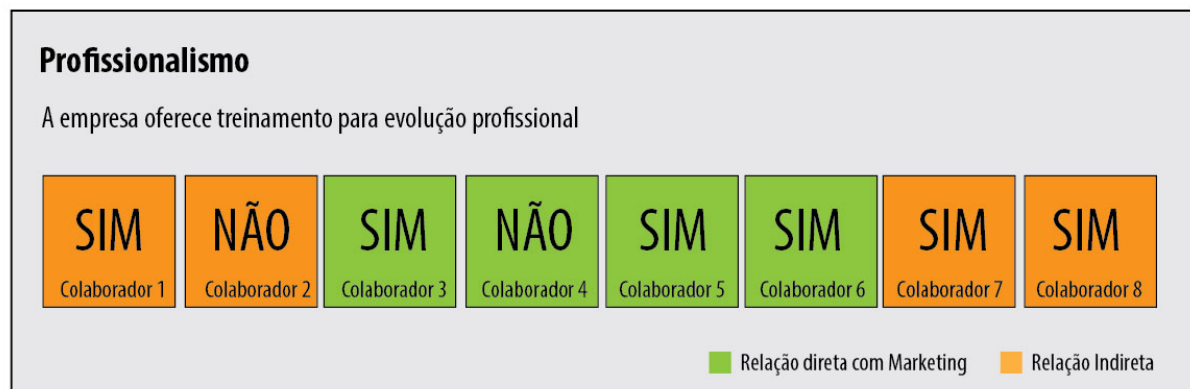 Profissionalismo
A empresa oferece treinamento para evolução profissional
SIM NÃO SIM NÃO SIM SIM SIM SIM
Colaborador 1 Colaborador 2 Colaborador 3 Colaborador 4 Colaborador 5 Colaborador 6 Colaborador 7 Colaborador 8
Relação direta com Marketing Relação Indireta